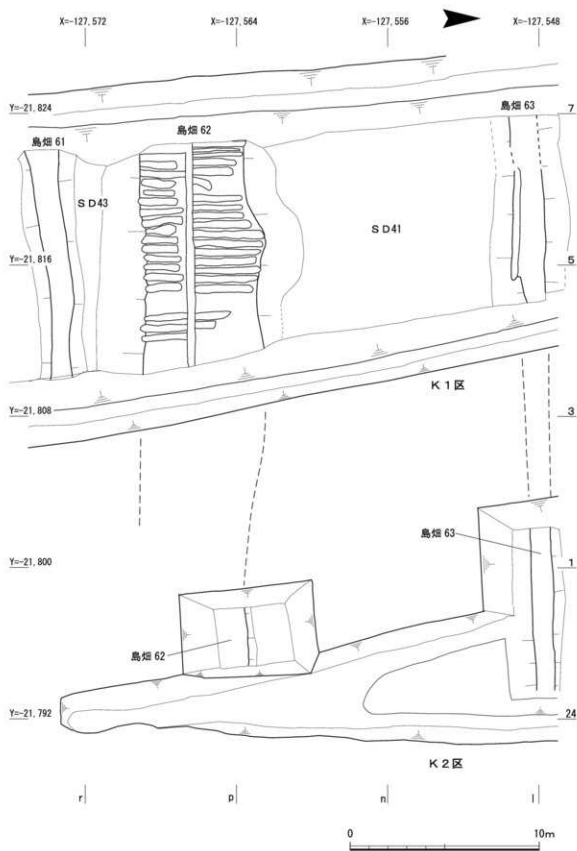 X=-127,572
X=-127,564
X=-127,556
X=-127,548
Y=-21,824
7
島畑 61
島畑 62
島畑 63
SD43
SD41
Y=-21,816
5
K1区
Y=-21,808
3
島畑 63
Y=-21,800
1
島畑 62
Y=-21,792
24
K2区
r
p
n
l
0
10m